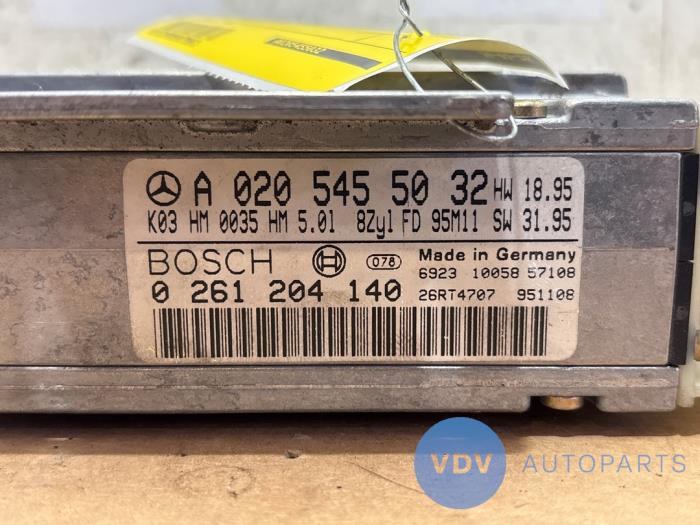 A 020 545 50 32 HW 18.95
K03 HM 0035 HM 5.0l 8Zyl FD 95M11 SW 31.95
BOSCH 078 Made in Germany
6923 10058 57108
0 261 204 140 26RT4707 951108
VDV AUTOPARTS